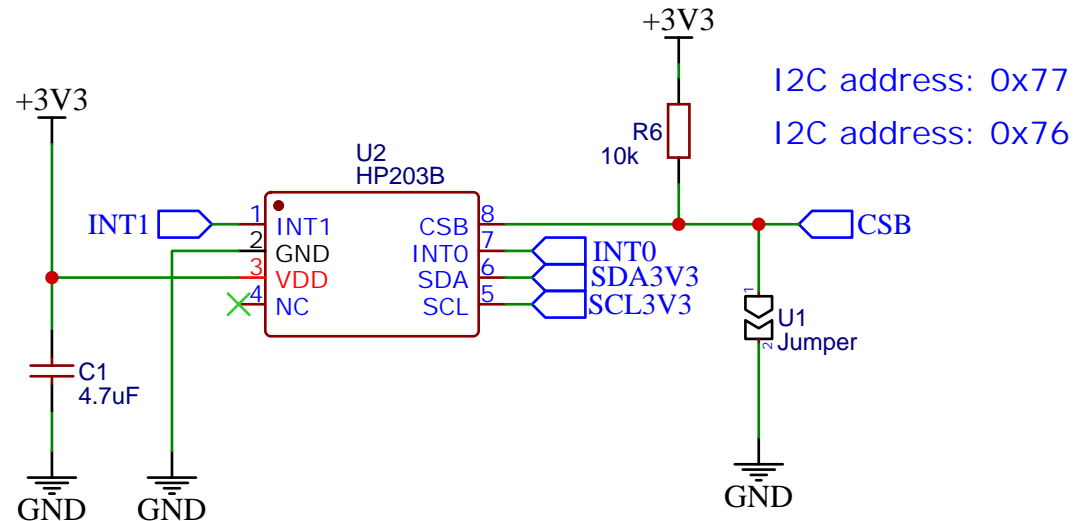 +3V3
I2C address: 0x77
+3V3
R6
I2C address: 0x76
10k
U2
HP203B
INT1
1
INT1
CSB
8
CSB
2
GND
INT0
7
INT0
3
VDD
SDA
6
SDA3V3
4
NC
SCL
5
SCL3V3
1
U1
2
Jumper
C1
4.7uF
GND
GND
GND